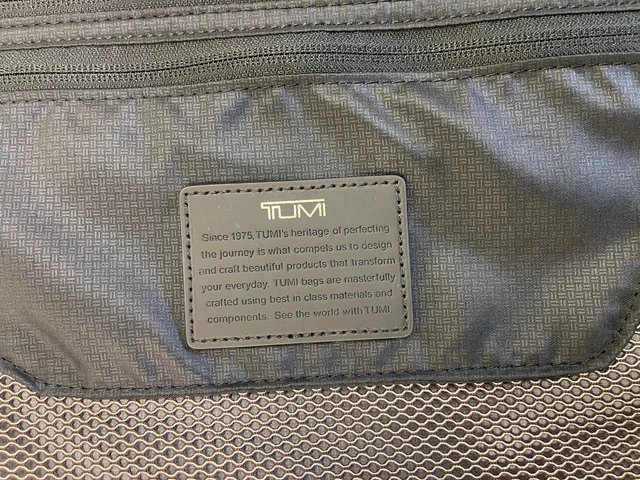 TUMI
Since 1975, TUMI's heritage of perfecting
the journey is what compels us to design
and craft beautiful products that transform
your everyday. TUMI bags are masterfully
crafted using best in class materials and
components. See the world with TUMI.